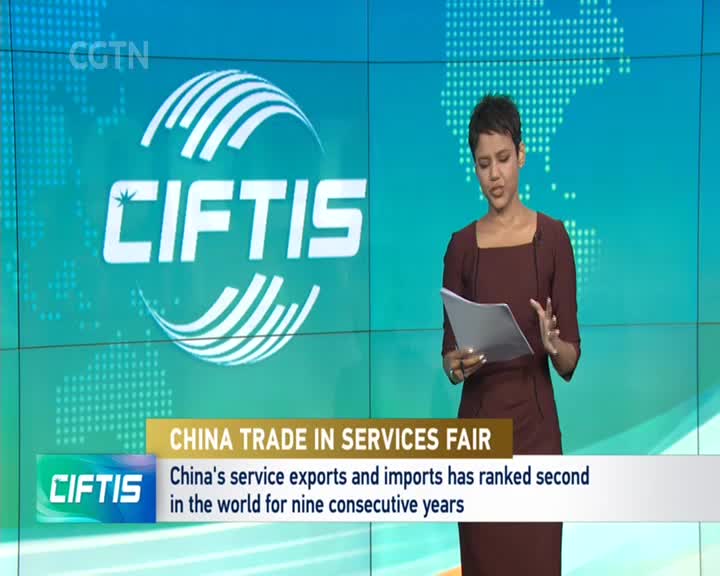 CGTN
CIFTIS
CHINA TRADE IN SERVICES FAIR
CIFTIS
China's service exports and imports has ranked second
in the world for nine consecutive years